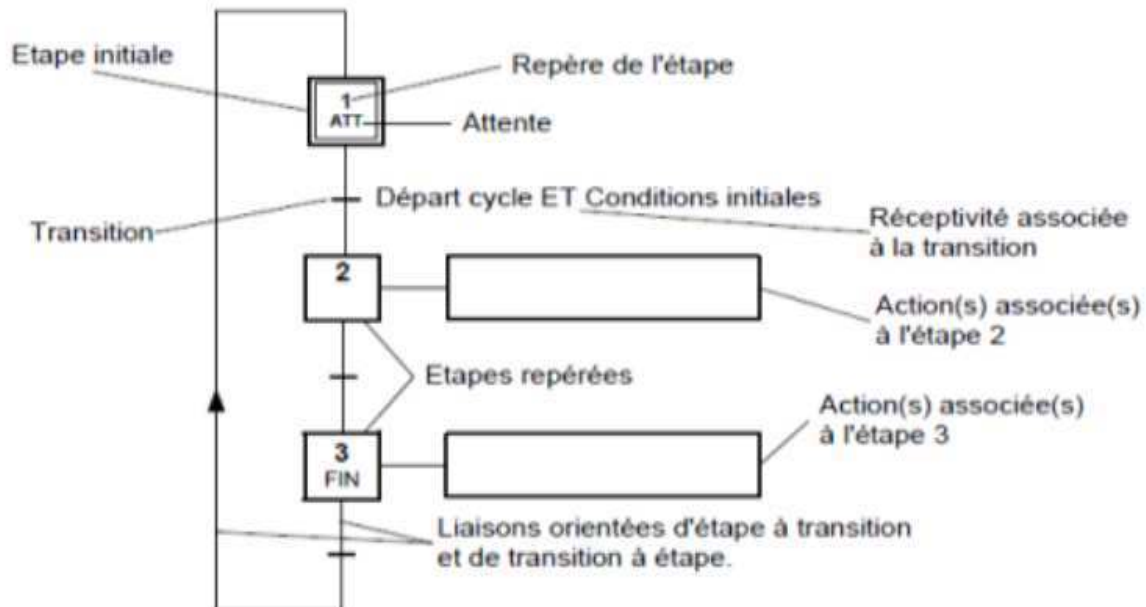 Etape initiale
Repère de l'étape
1
ATT
Attente
Départ cycle ET Conditions initiales
Transition
Réceptivité associée
à la transition
2
Action(s) associée(s)
à l'étape 2
Etapes repérées
Action(s) associée(s)
à l'étape 3
3
FIN
Liaisons orientées d'étape à transition
et de transition à étape.